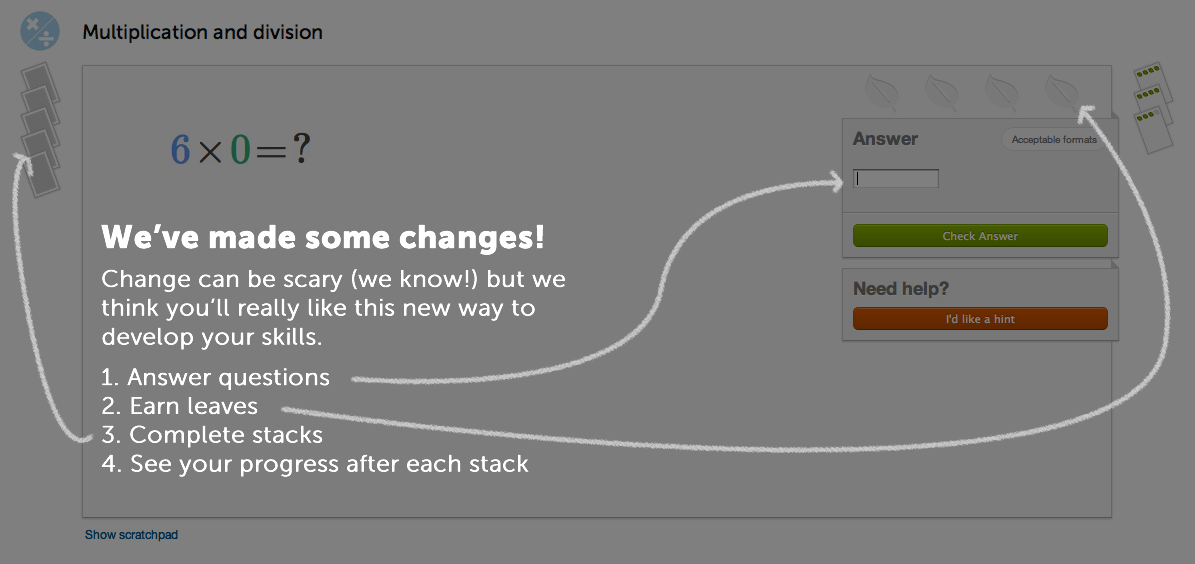 Multiplication and division
6×0=?
Answer
Acceptable formats
Check Answer
Need help?
I'd like a hint
We've made some changes!
Change can be scary (we know!) but we
think you'll really like this new way to
develop your skills.
1. Answer questions
2. Earn leaves
3. Complete stacks
4. See your progress after each stack
Show scratchpad